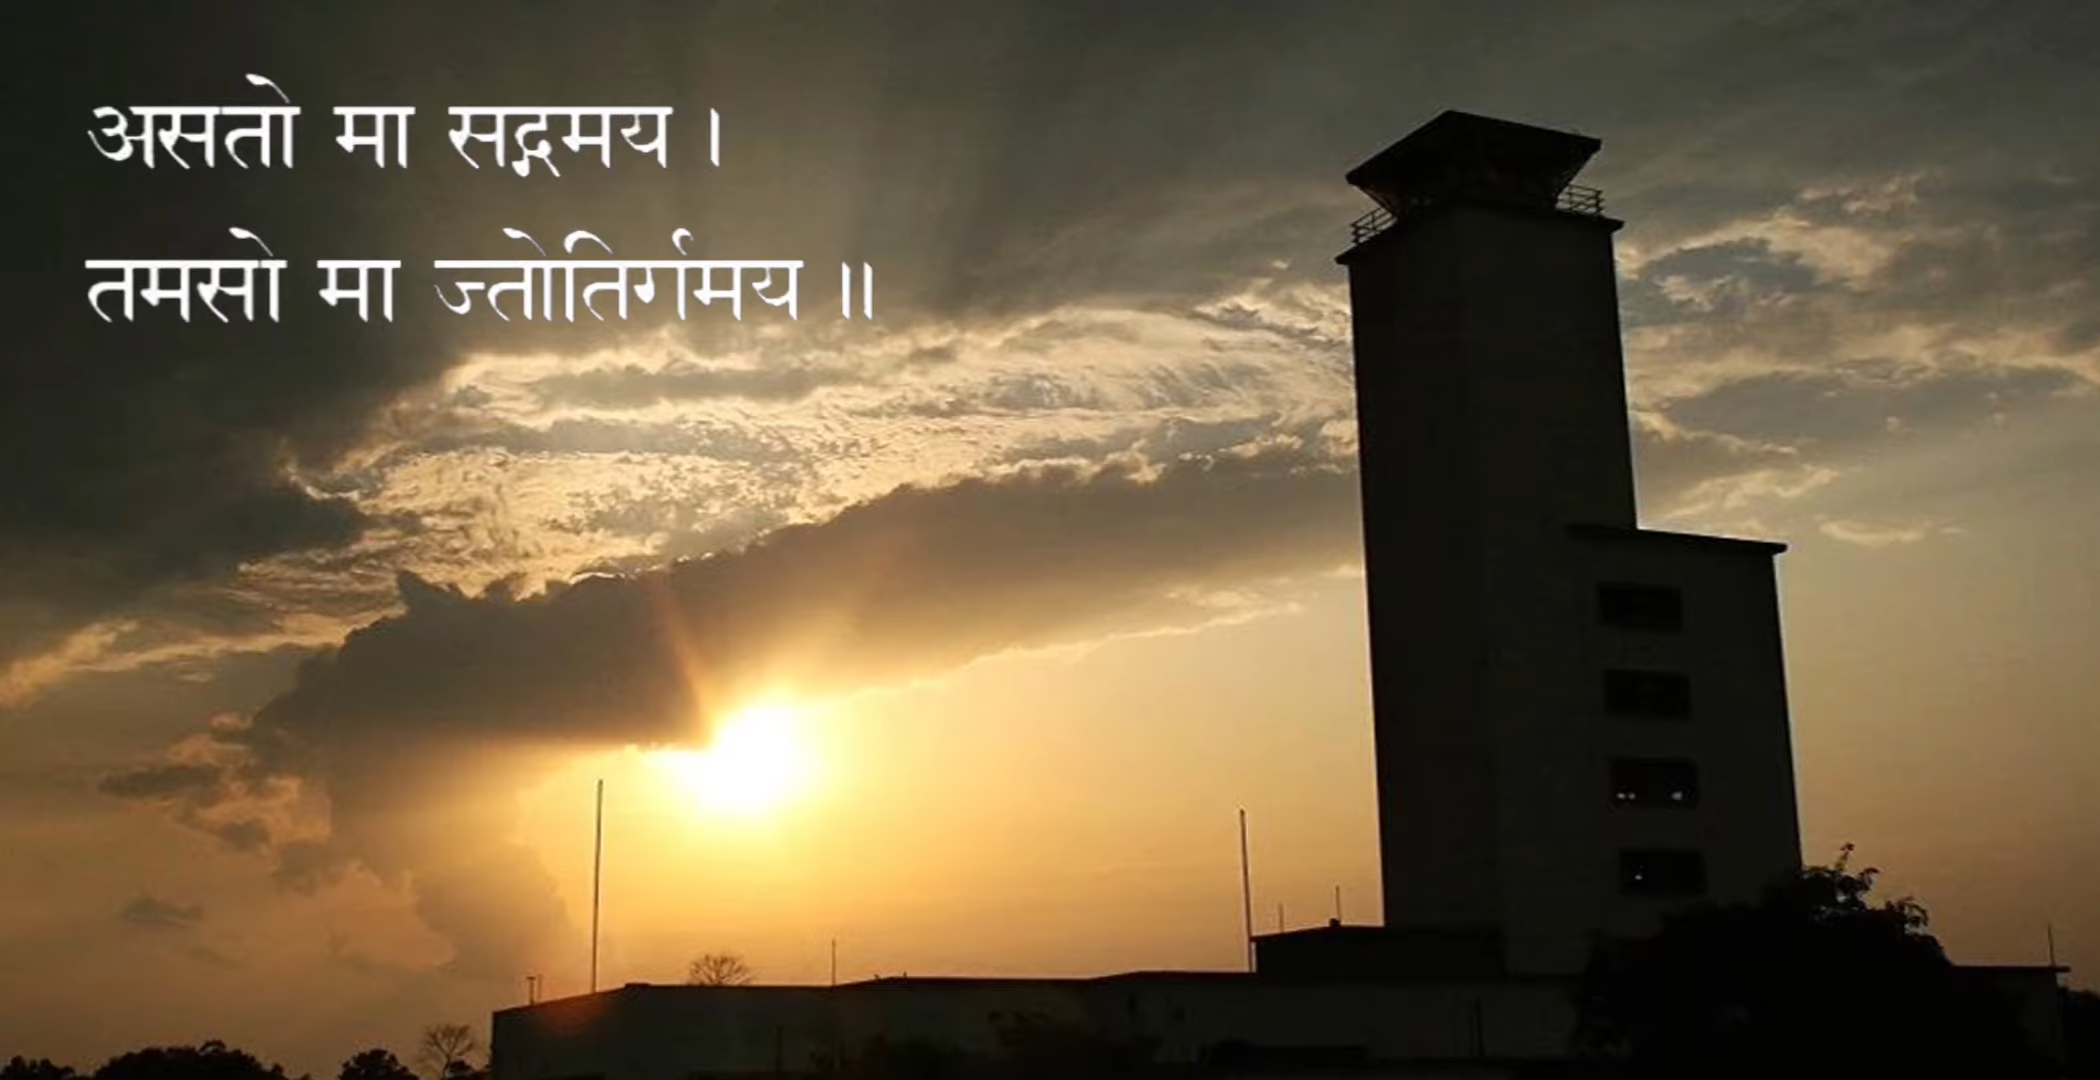 असतो मा सद्गमय ।
तमसो मा ज्तोतिर्गमय ॥